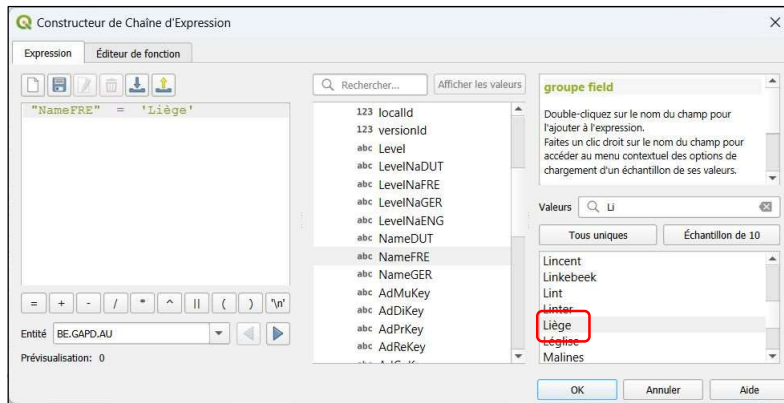 Constructeur de Chaîne d'Expression
Expression
Éditeur de fonction
"NameFRE" = 'Liège'
= + - / * ^ || ( ) '\n'
Entité BE.GAPD.AU
Prévisualisation: 0
Rechercher...
Afficher les valeurs
123 localId
123 versionId
abc Level
abc LevelNaDUT
abc LevelNaFRE
abc LevelNaGER
abc LevelNaENG
abc NameDUT
abc NameFRE
abc NameGER
abc AdMuKey
abc AdDiKey
abc AdPrKey
abc AdReKey
groupe field
Double-cliquez sur le nom du champ pour
l'ajouter à l'expression.
Faites un clic droit sur le nom du champ pour
accéder au menu contextuel des options de
chargement d'un échantillon de ses valeurs.
Valeurs Li
Tous uniques
Échantillon de 10
Lincent
Linkebeek
Lint
Linter
Liège
Léglise
Malines
OK
Annuler
Aide